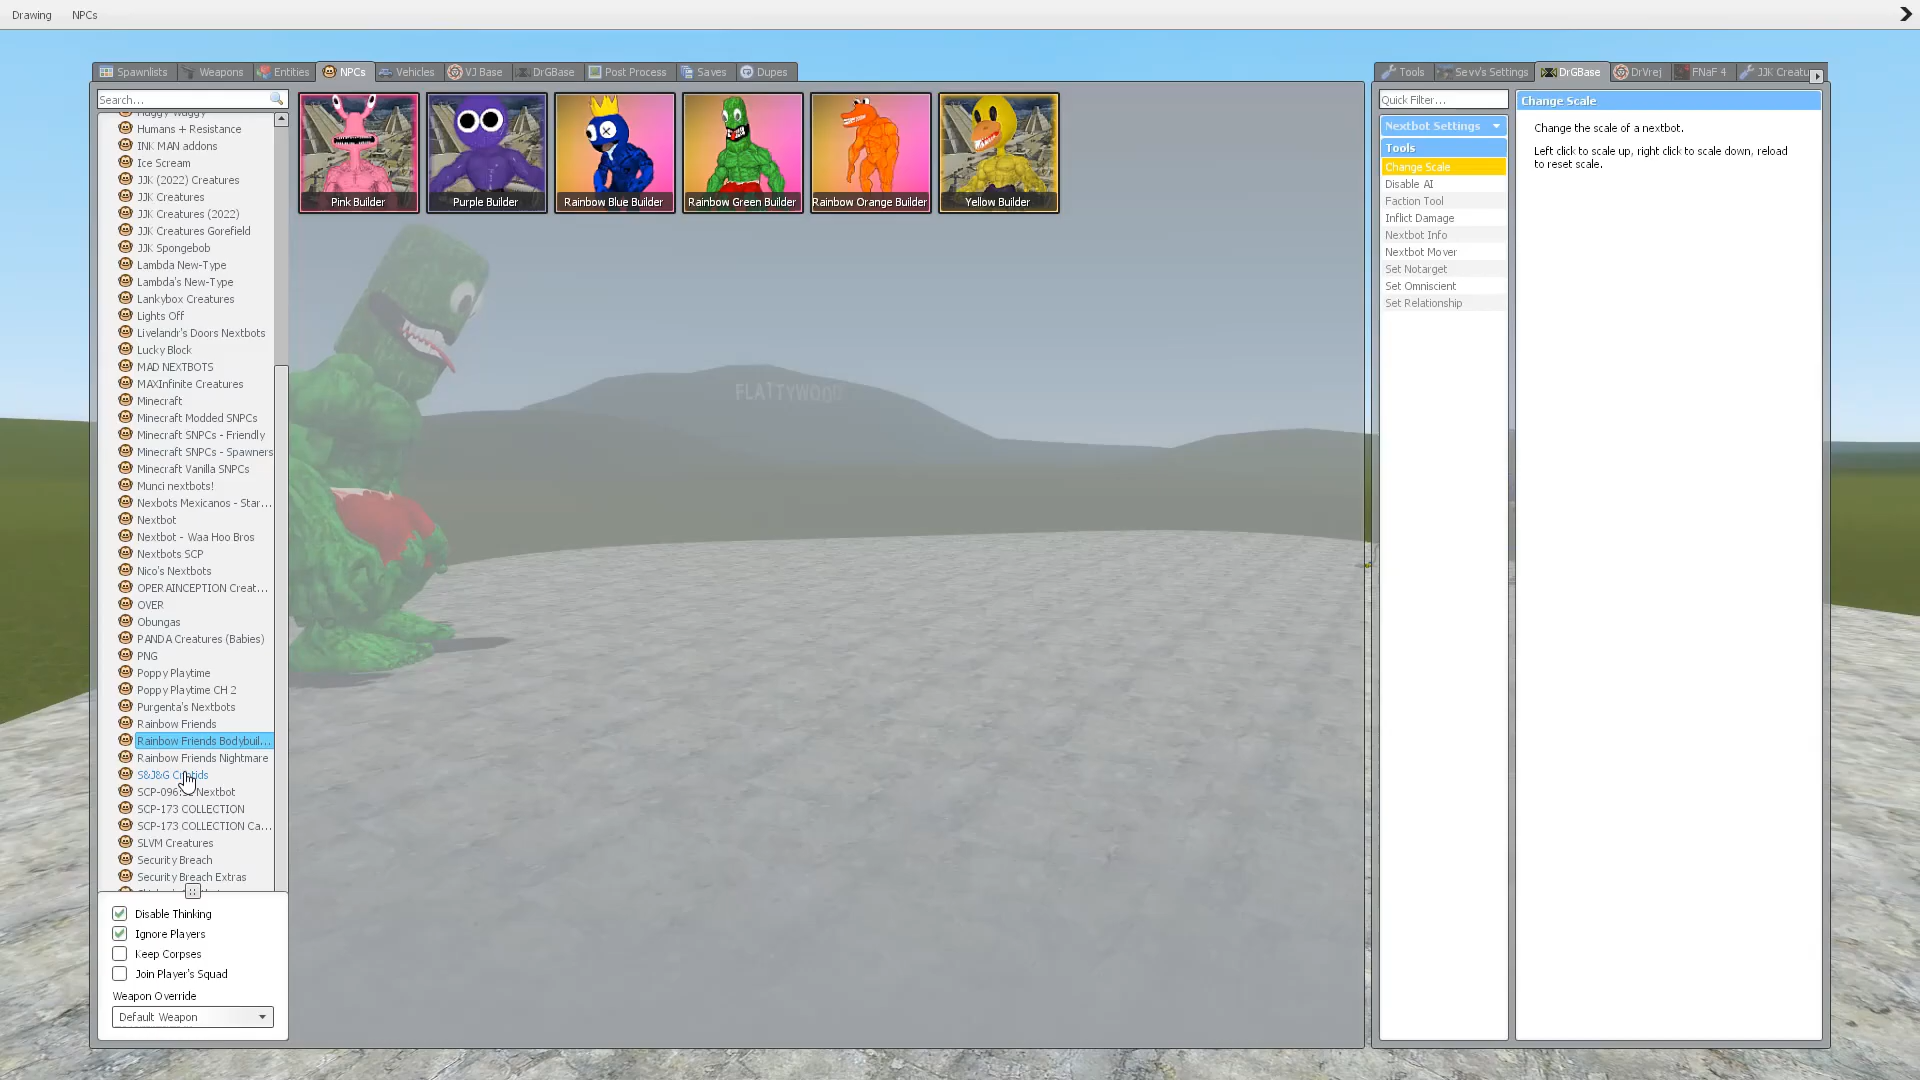 Drawing NPCs
Spawnlists Weapons Entities NPCs Vehicles VJ Base DrGBase Post Process Saves Dupes
Tools Sevv's Settings DrGBase DrVrej FNaF 4 JJK Creatu
Search...
Huggy Waggy
Humans + Resistance
INK MAN addons
Ice Scream
JJK (2022) Creatures
JJK Creatures
JJK Creatures (2022)
JJK Creatures Gorefield
JJK Spongebob
Lambda New-Type
Lambda's New-Type
Lankybox Creatures
Lights Off
Livelandr's Doors Nextbots
Lucky Block
MAD NEXTBOTS
MAXInfinite Creatures
Minecraft
Minecraft Modded SNPCs
Minecraft SNPCs - Friendly
Minecraft SNPCs - Spawners
Minecraft Vanilla SNPCs
Munci nextbots!
Nexbots Mexicanos - Star...
Nextbot
Nextbot - Waa Hoo Bros
Nextbots SCP
Nico's Nextbots
OPERAINCEPTION Creat...
OVER
Obungas
PANDA Creatures (Babies)
PNG
Poppy Playtime
Poppy Playtime CH 2
Purgenta's Nextbots
Rainbow Friends
Rainbow Friends Bodybuil...
Rainbow Friends Nightmare
S&J&G
Nextbot
SCP-173 COLLECTION
SCP-173 COLLECTION Ca...
SLVM Creatures
Security Breach
Security Breach Extras
Disable Thinking
Ignore Players
Keep Corpses
Join Player's Squad
Weapon Override
Default Weapon
Pink Builder
Purple Builder
Rainbow Blue Builder
Rainbow Green Builder
Rainbow Orange Builder
Yellow Builder
FLATTYWOOD
Quick Filter...
Nextbot Settings
Tools
Change Scale
Disable AI
Faction Tool
Inflict Damage
Nextbot Info
Nextbot Mover
Set Notarget
Set Omniscient
Set Relationship
Change Scale
Change the scale of a nextbot.
Left click to scale up, right click to scale down, reload
to reset scale.